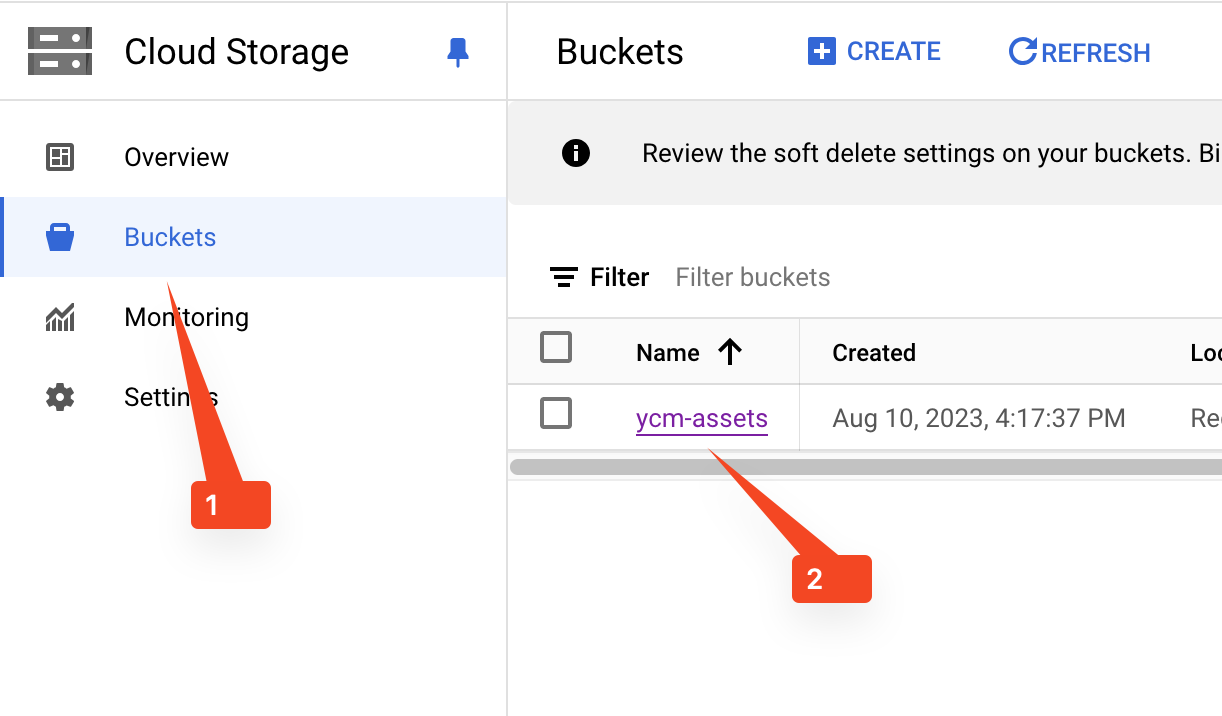 Cloud Storage
Buckets
CREATE
REFRESH
Overview
Buckets
Monitoring
Settings
1
Review the soft delete settings on your buckets. Bi
Filter Filter buckets
Name Created Loc
ycm-assets Aug 10, 2023, 4:17:37 PM Re
2